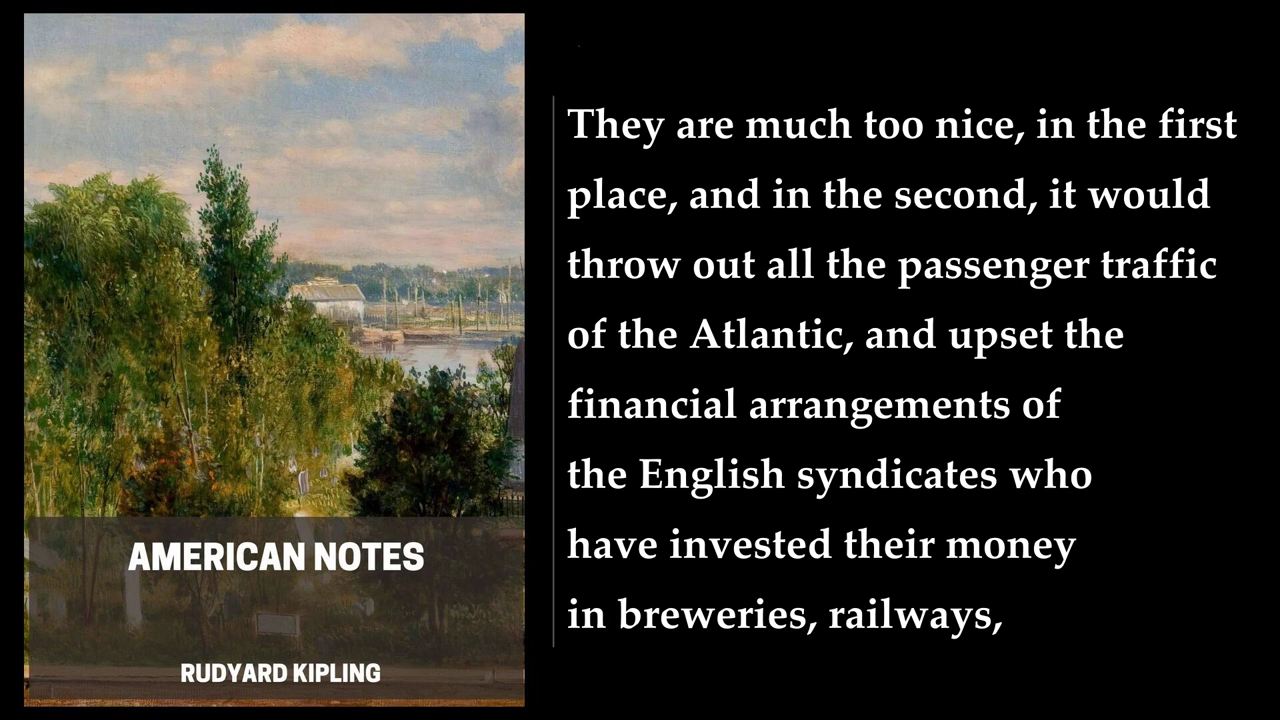 AMERICAN NOTES
RUDYARD KIPLING
They are much too nice, in the first
place, and in the second, it would
throw out all the passenger traffic
of the Atlantic, and upset the
financial arrangements of
the English syndicates who
have invested their money
in breweries, railways,